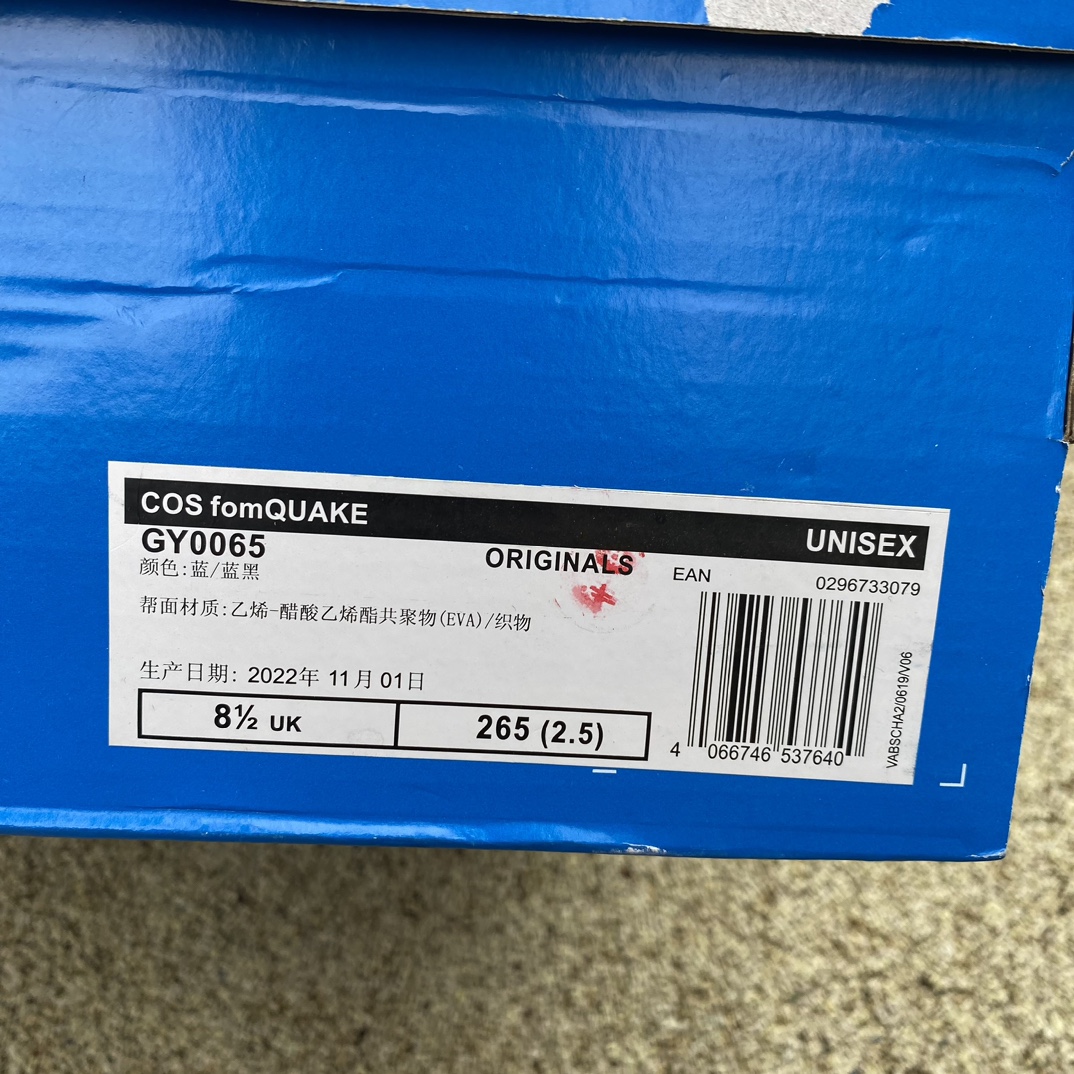 COS fomQUAKE
UNISEX
GY0065
ORIGINALS
颜色:蓝/蓝黑
EAN
0296733079
帮面材质:乙烯-醋酸乙烯酯共聚物(EVA)/织物
生产日期: 2022年 11月 01日
8½ UK
265 (2.5)
4 066746 537640
VABSCHA2/0619/V06